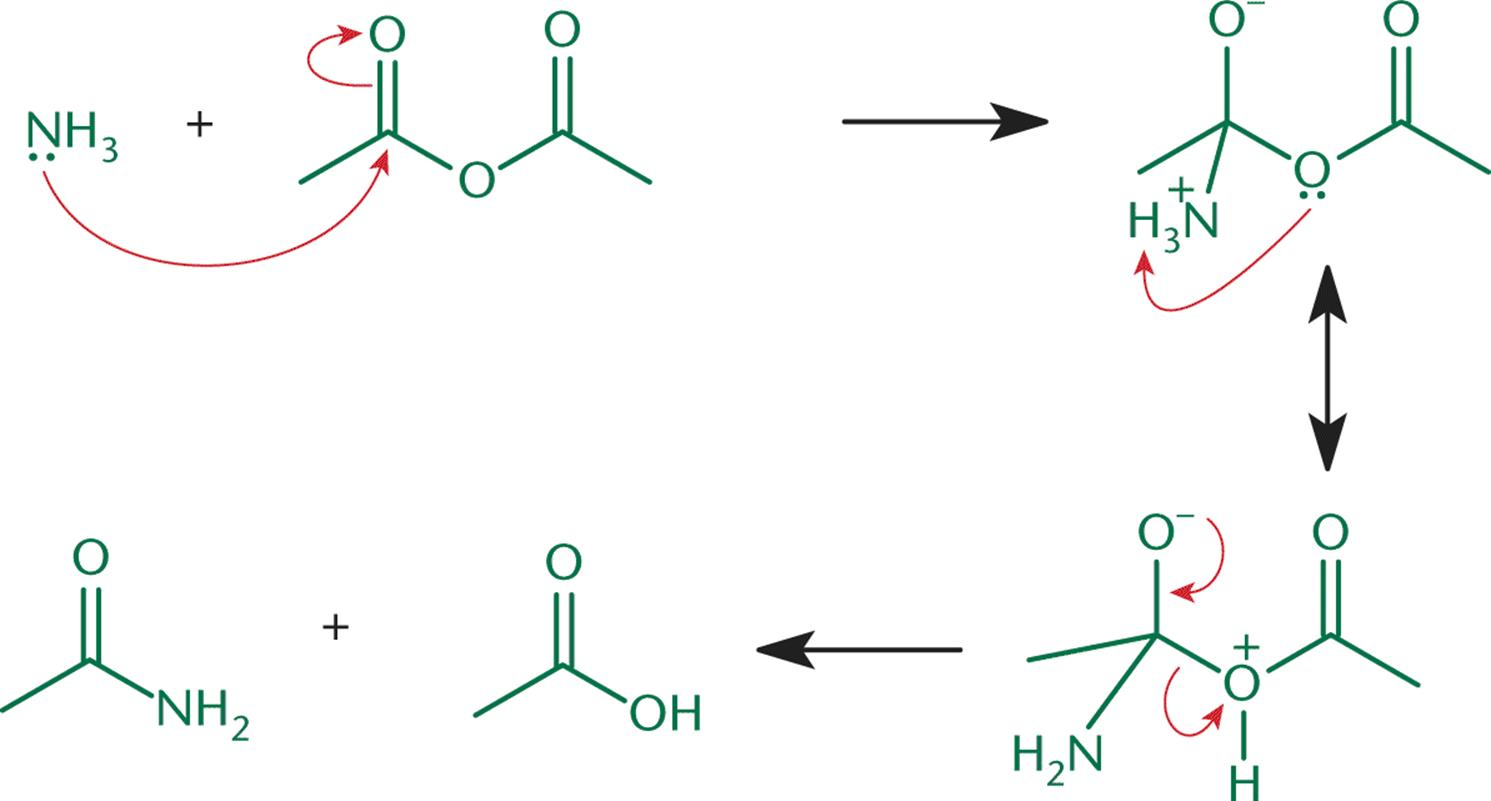 O O O⁻ O
NH₃ + O O
H₃N⁺
O⁻ O
O O
+ +
NH₂ OH O
H₂N H